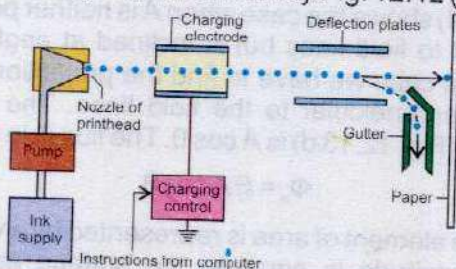 Charging
electrode
Deflection plates
Nozzle of
printhead
Pump
Gutter
Ink
supply
Charging
control
Paper
Instructions from computer